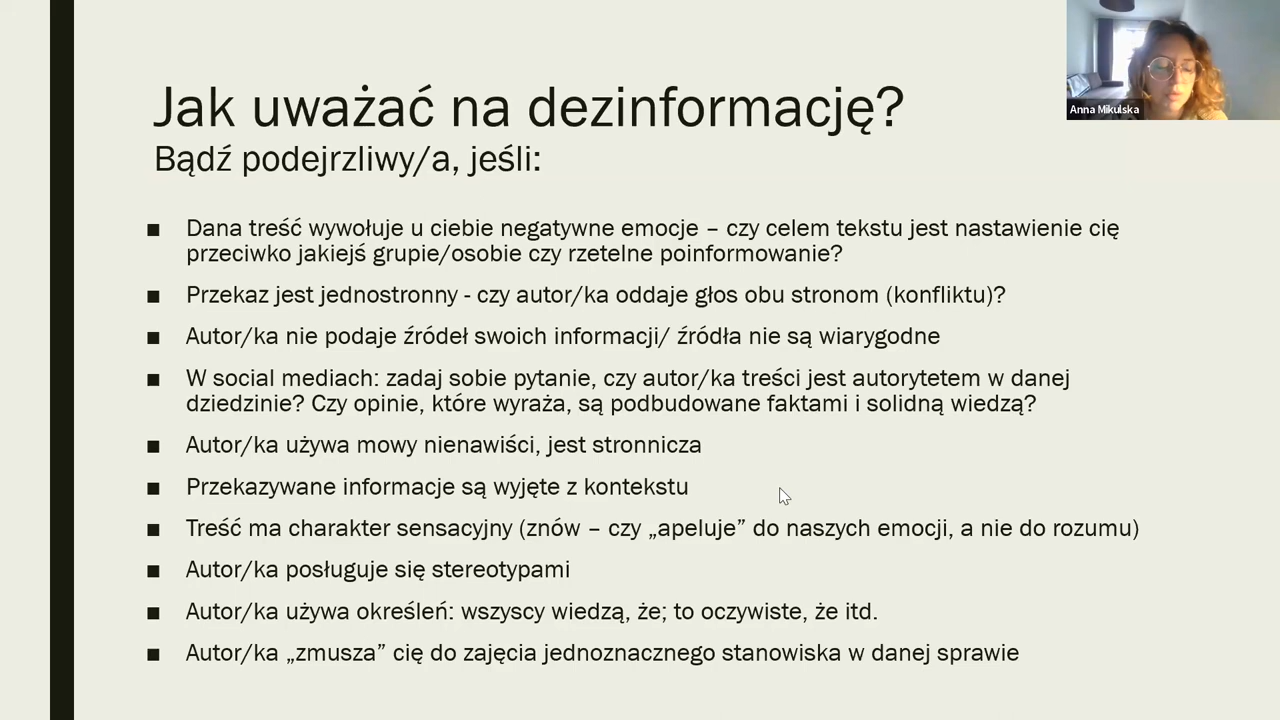 Jak uważać na dezinformację?
Bądź podejrzliwy/a, jeśli:
Anna Mikulska
■ Dana treść wywołuje u ciebie negatywne emocje – czy celem tekstu jest nastawienie cię
przeciwko jakiejś grupie/osobie czy rzetelne poinformowanie?
■ Przekaz jest jednostronny - czy autor/ka oddaje głos obu stronom (konfliktu)?
■ Autor/ka nie podaje źródeł swoich informacji/ źródła nie są wiarygodne
■ W social mediach: zadaj sobie pytanie, czy autor/ka treści jest autorytetem w danej
dziedzinie? Czy opinie, które wyraża, są podbudowane faktami i solidną wiedzą?
■ Autor/ka używa mowy nienawiści, jest stronnicza
■ Przekazywane informacje są wyjęte z kontekstu
■ Treść ma charakter sensacyjny (znów – czy „apeluje” do naszych emocji, a nie do rozumu)
■ Autor/ka posługuje się stereotypami
■ Autor/ka używa określeń: wszyscy wiedzą, że; to oczywiste, że itd.
■ Autor/ka „zmusza” cię do zajęcia jednoznacznego stanowiska w danej sprawie